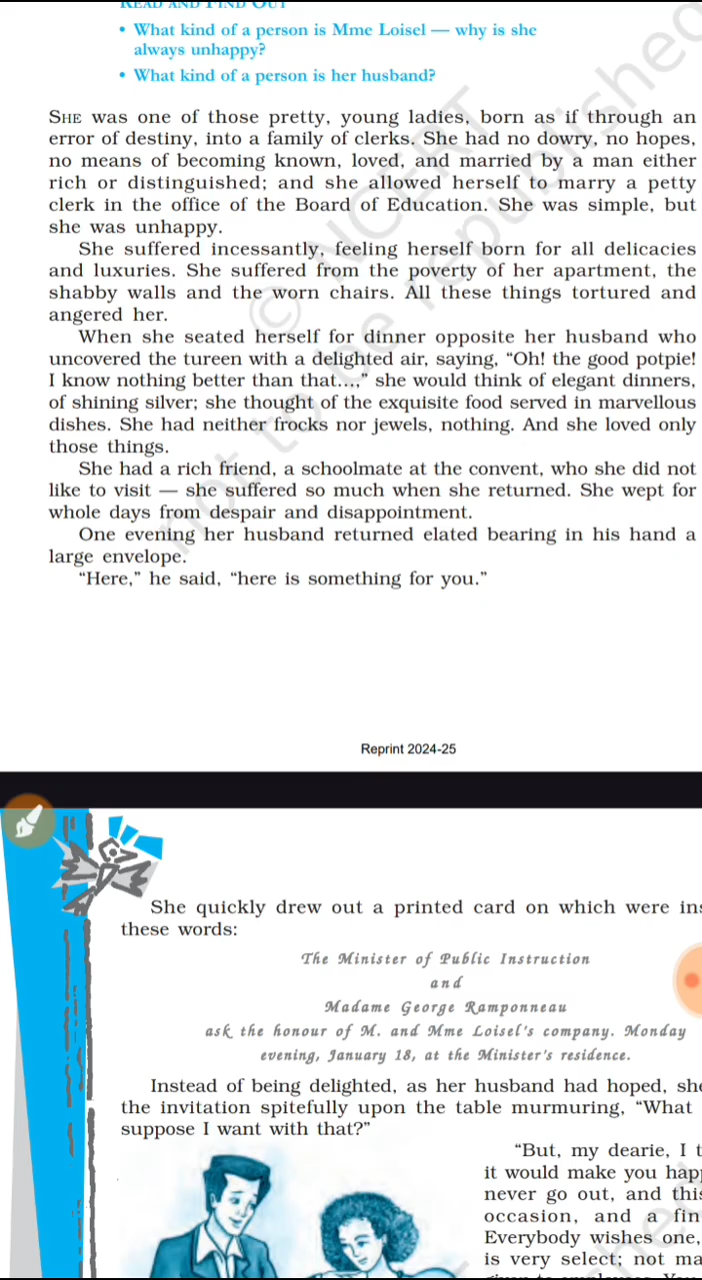 READ AND FIND OUT
• What kind of a person is Mme Loisel — why is she
always unhappy?
• What kind of a person is her husband?
SHE was one of those pretty, young ladies, born as if through an
error of destiny, into a family of clerks. She had no dowry, no hopes,
no means of becoming known, loved, and married by a man either
rich or distinguished; and she allowed herself to marry a petty
clerk in the office of the Board of Education. She was simple, but
she was unhappy.
She suffered incessantly, feeling herself born for all delicacies
and luxuries. She suffered from the poverty of her apartment, the
shabby walls and the worn chairs. All these things tortured and
angered her.
When she seated herself for dinner opposite her husband who
uncovered the tureen with a delighted air, saying, “Oh! the good potpie!
I know nothing better than that...,” she would think of elegant dinners,
of shining silver; she thought of the exquisite food served in marvellous
dishes. She had neither frocks nor jewels, nothing. And she loved only
those things.
She had a rich friend, a schoolmate at the convent, who she did not
like to visit — she suffered so much when she returned. She wept for
whole days from despair and disappointment.
One evening her husband returned elated bearing in his hand a
large envelope.
“Here,” he said, “here is something for you.”
© NCERT
not to be republished
Reprint 2024-25
She quickly drew out a printed card on which were ins
these words:
The Minister of Public Instruction
and
Madame George Ramponneau
ask the honour of M. and Mme Loisel's company. Monday
evening, January 18, at the Minister's residence.
Instead of being delighted, as her husband had hoped, she
the invitation spitefully upon the table murmuring, “What
suppose I want with that?”
“But, my dearie, I t
it would make you hap
never go out, and this
occasion, and a fin
Everybody wishes one,
is very select; not ma